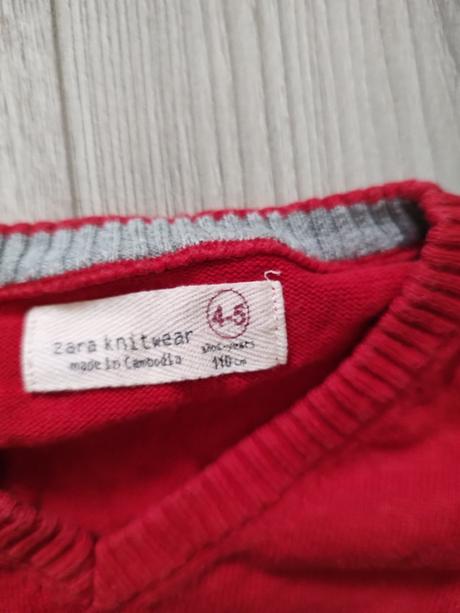 4-5
zara knitwear
años-years
made in Cambodia
110 cm